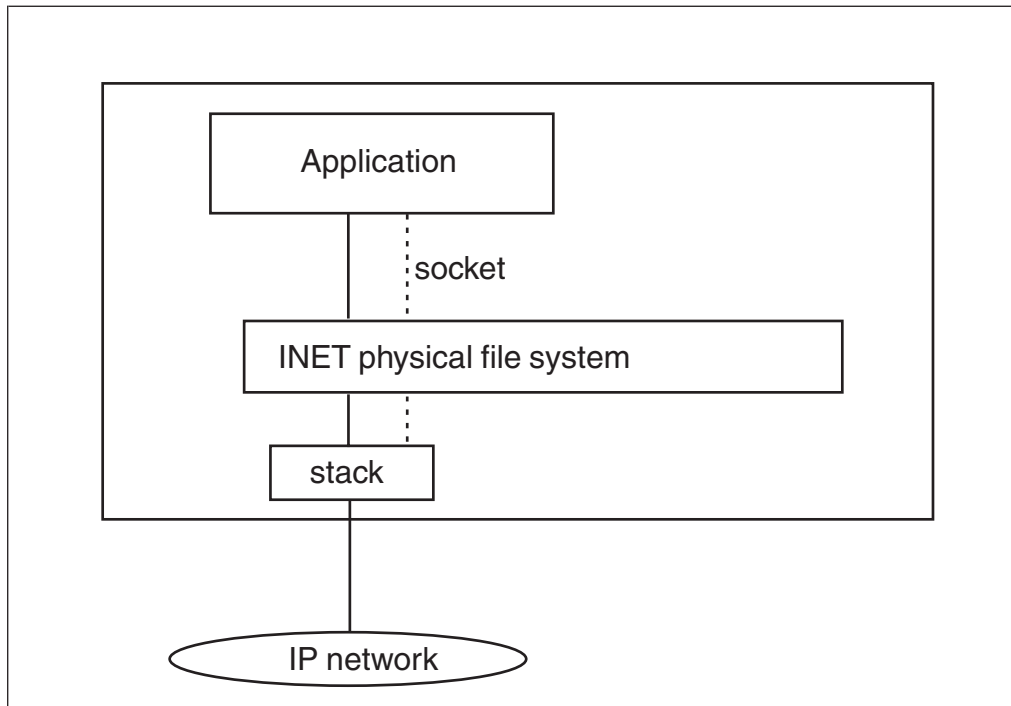 Application
socket
INET physical file system
stack
IP network